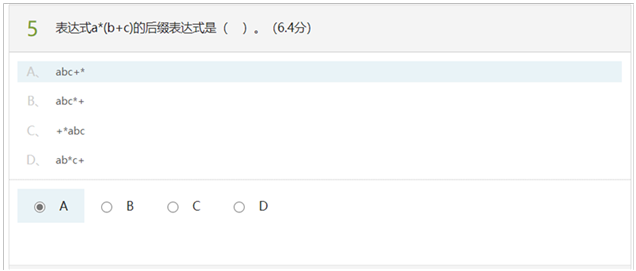 5 表达式a*(b+c)的后缀表达式是（ ）。（6.4分）
A、 abc+*
B、 abc*+
C、 +*abc
D、 ab*c+
A B C D